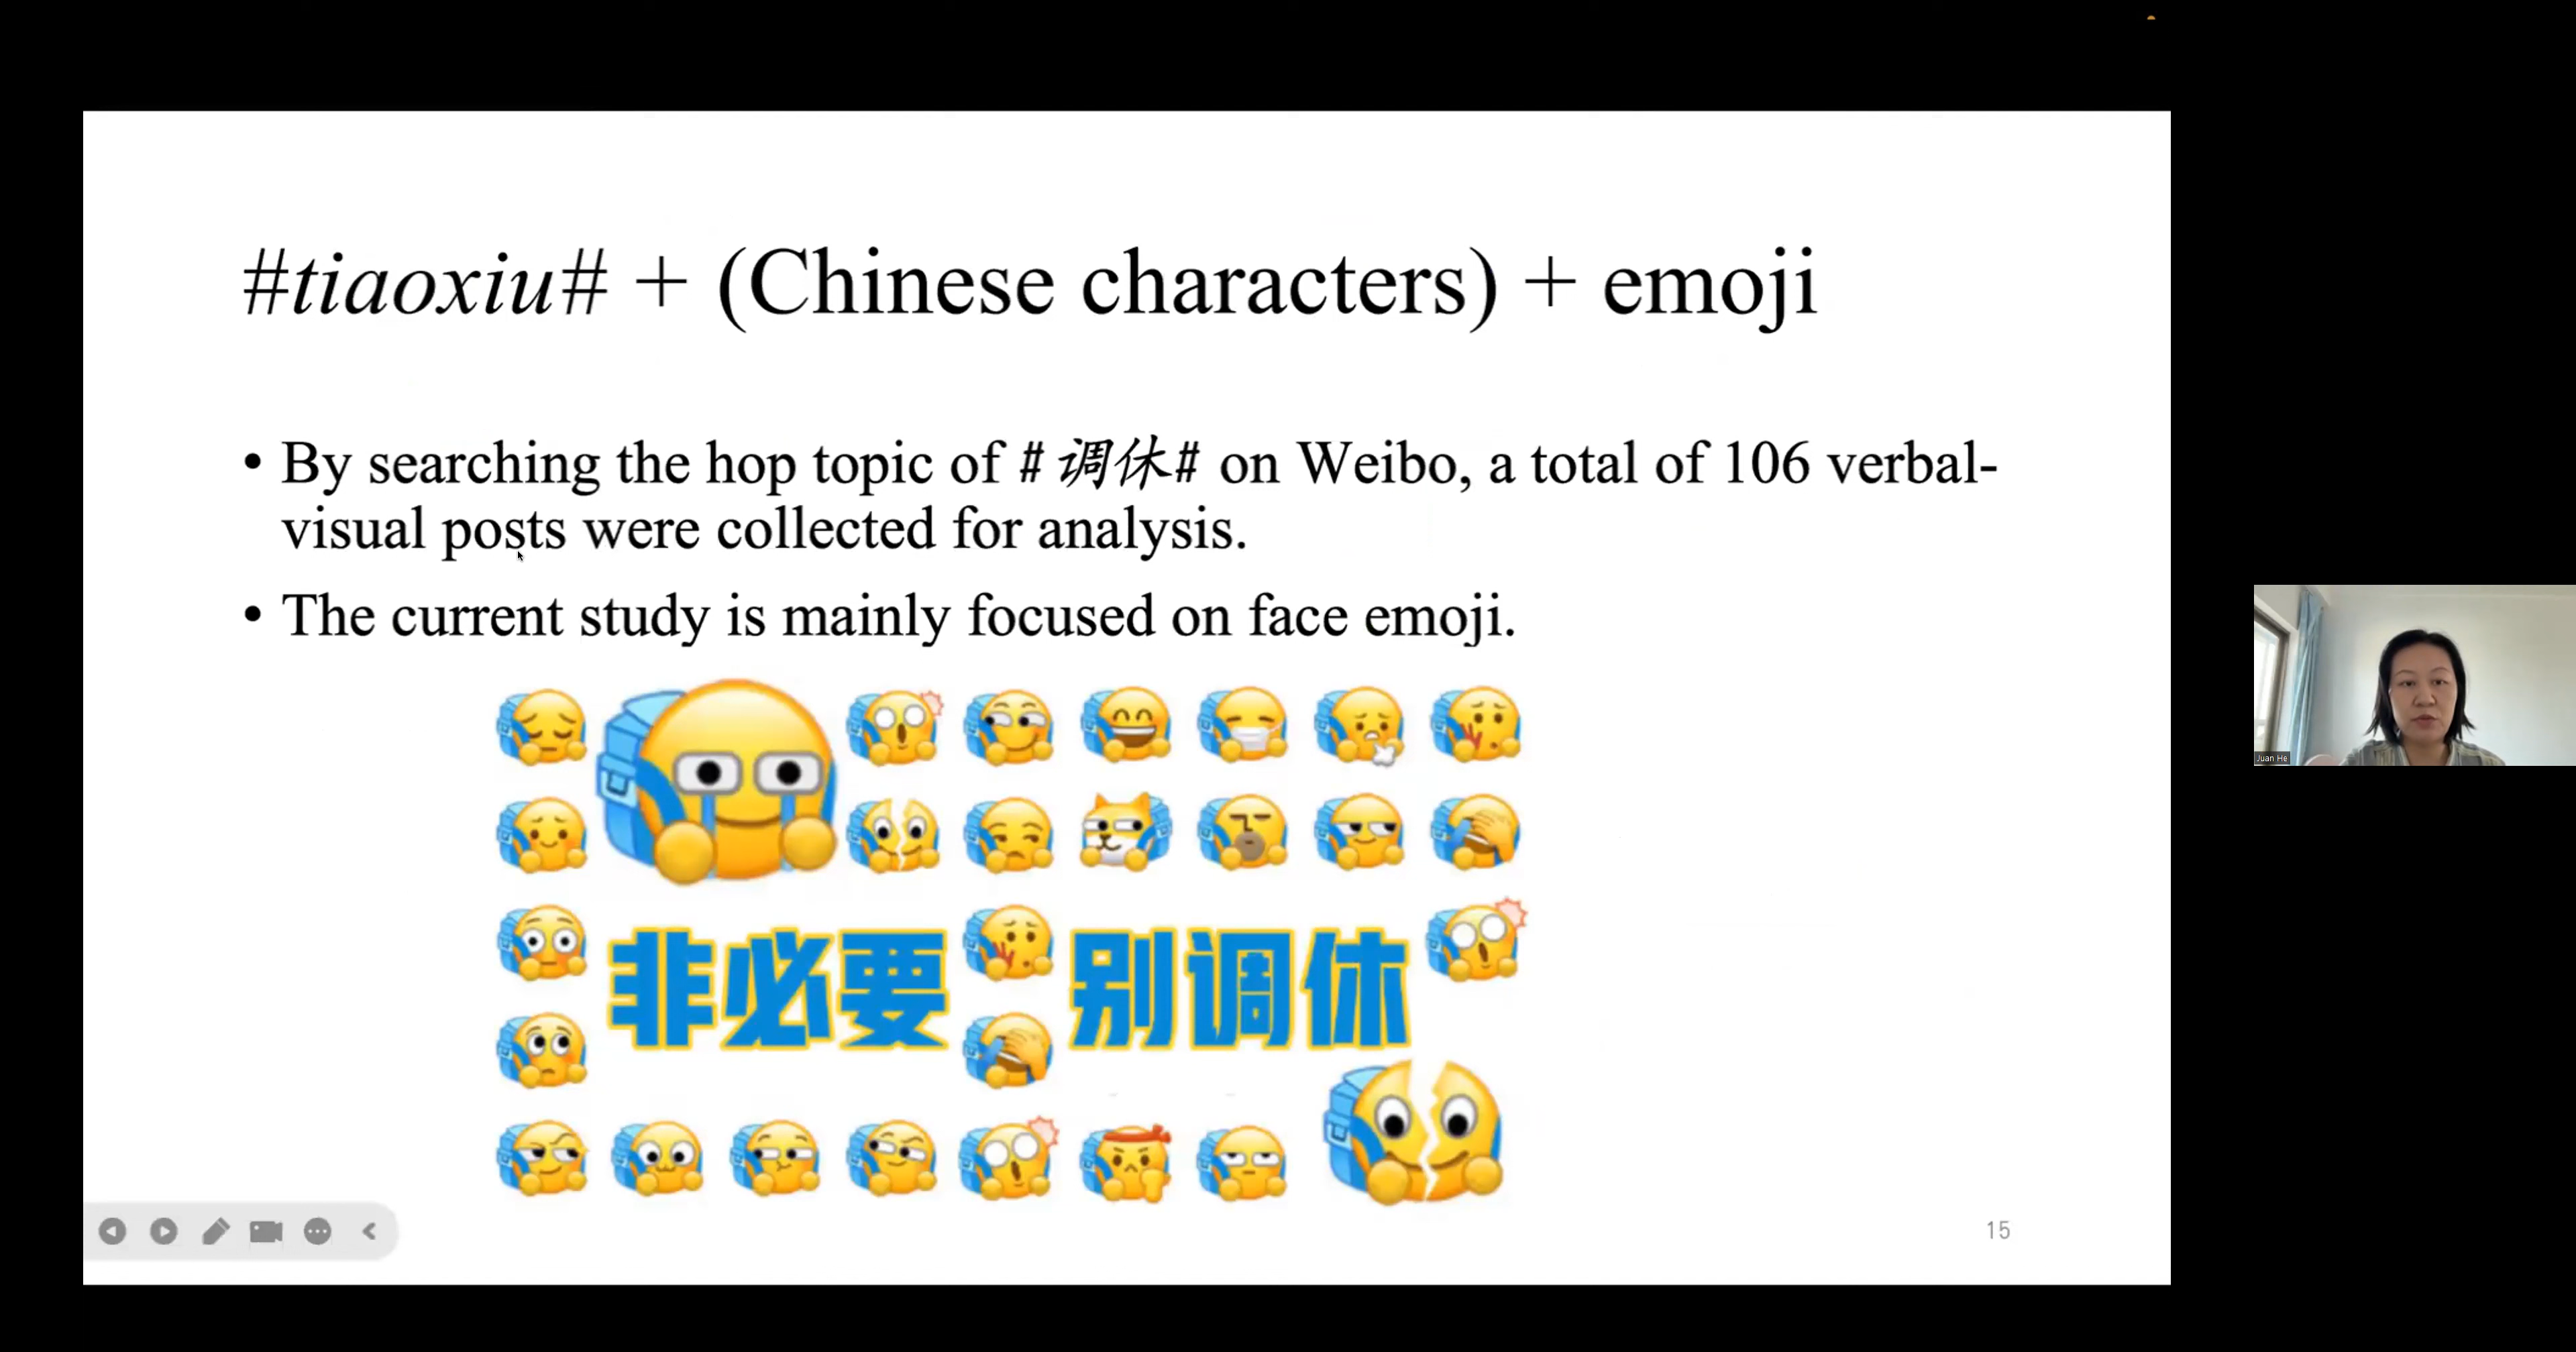 #tiaoxiu# + (Chinese characters) + emoji
• By searching the hop topic of #调休# on Weibo, a total of 106 verbal-
visual posts were collected for analysis.
• The current study is mainly focused on face emoji.
非必要 别调休
15
Juan He